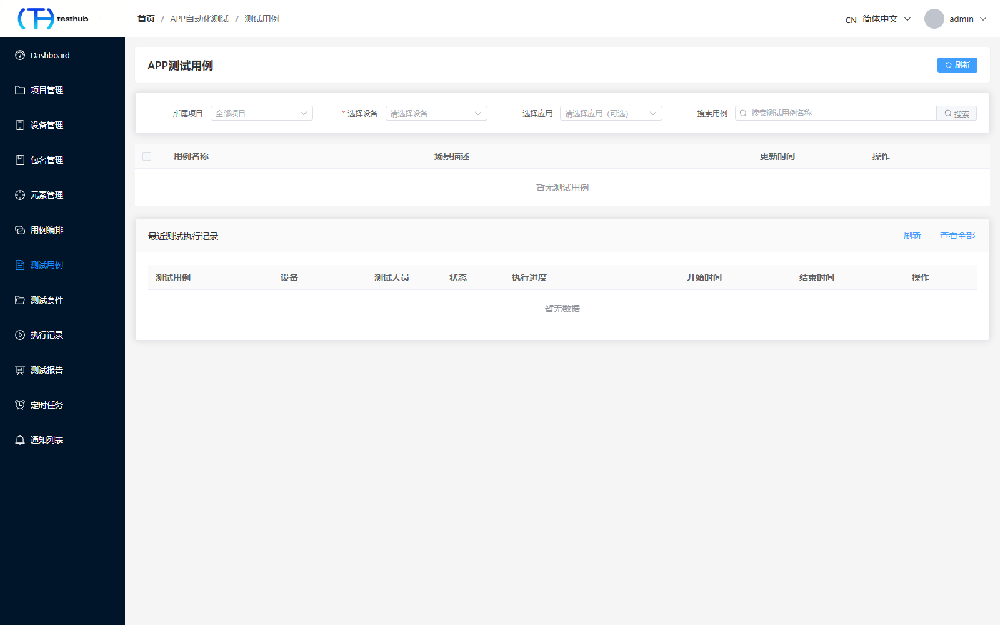 testhub
首页 / APP自动化测试 / 测试用例
CN 简体中文
admin
Dashboard
项目管理
设备管理
包名管理
元素管理
用例编排
测试用例
测试套件
执行记录
测试报告
定时任务
通知列表
APP测试用例
刷新
所属项目 全部项目
* 选择设备 请选择设备
选择应用 请选择应用（可选）
搜索用例 搜索测试用例名称 搜索
用例名称 场景描述 更新时间 操作
暂无测试用例
最近测试执行记录
刷新 查看全部
测试用例 设备 测试人员 状态 执行进度 开始时间 结束时间 操作
暂无数据